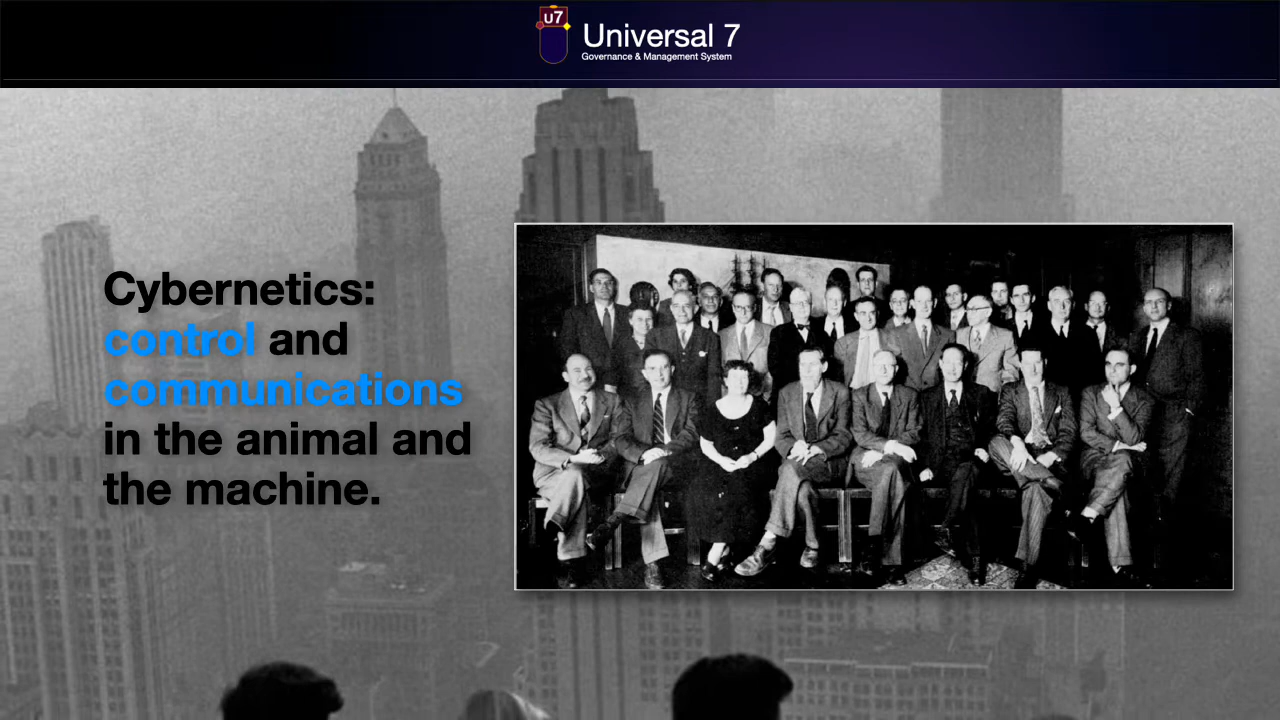 U7
Universal 7
Governance & Management System
Cybernetics:
control and
communications
in the animal and
the machine.